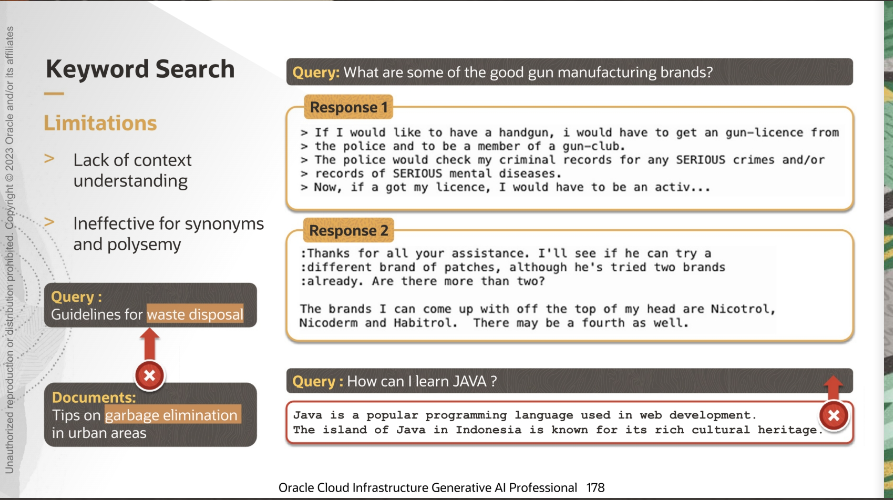 Unauthorized reproduction or distribution prohibited. Copyright © 2023 Oracle and/or its affiliates
Keyword Search
Limitations
> Lack of context
understanding
> Ineffective for synonyms
and polysemy
Query :
Guidelines for waste disposal
Documents:
Tips on garbage elimination
in urban areas
Query: What are some of the good gun manufacturing brands?
Response 1
> If I would like to have a handgun, i would have to get an gun-licence from
> the police and to be a member of a gun-club.
> The police would check my criminal records for any SERIOUS crimes and/or
> records of SERIOUS mental diseases.
> Now, if a got my licence, I would have to be an activ...
Response 2
:Thanks for all your assistance. I'll see if he can try a
:different brand of patches, although he's tried two brands
:already. Are there more than two?
The brands I can come up with off the top of my head are Nicotrol,
Nicoderm and Habitrol. There may be a fourth as well.
Query : How can I learn JAVA ?
Java is a popular programming language used in web development.
The island of Java in Indonesia is known for its rich cultural heritage.
Oracle Cloud Infrastructure Generative AI Professional 178